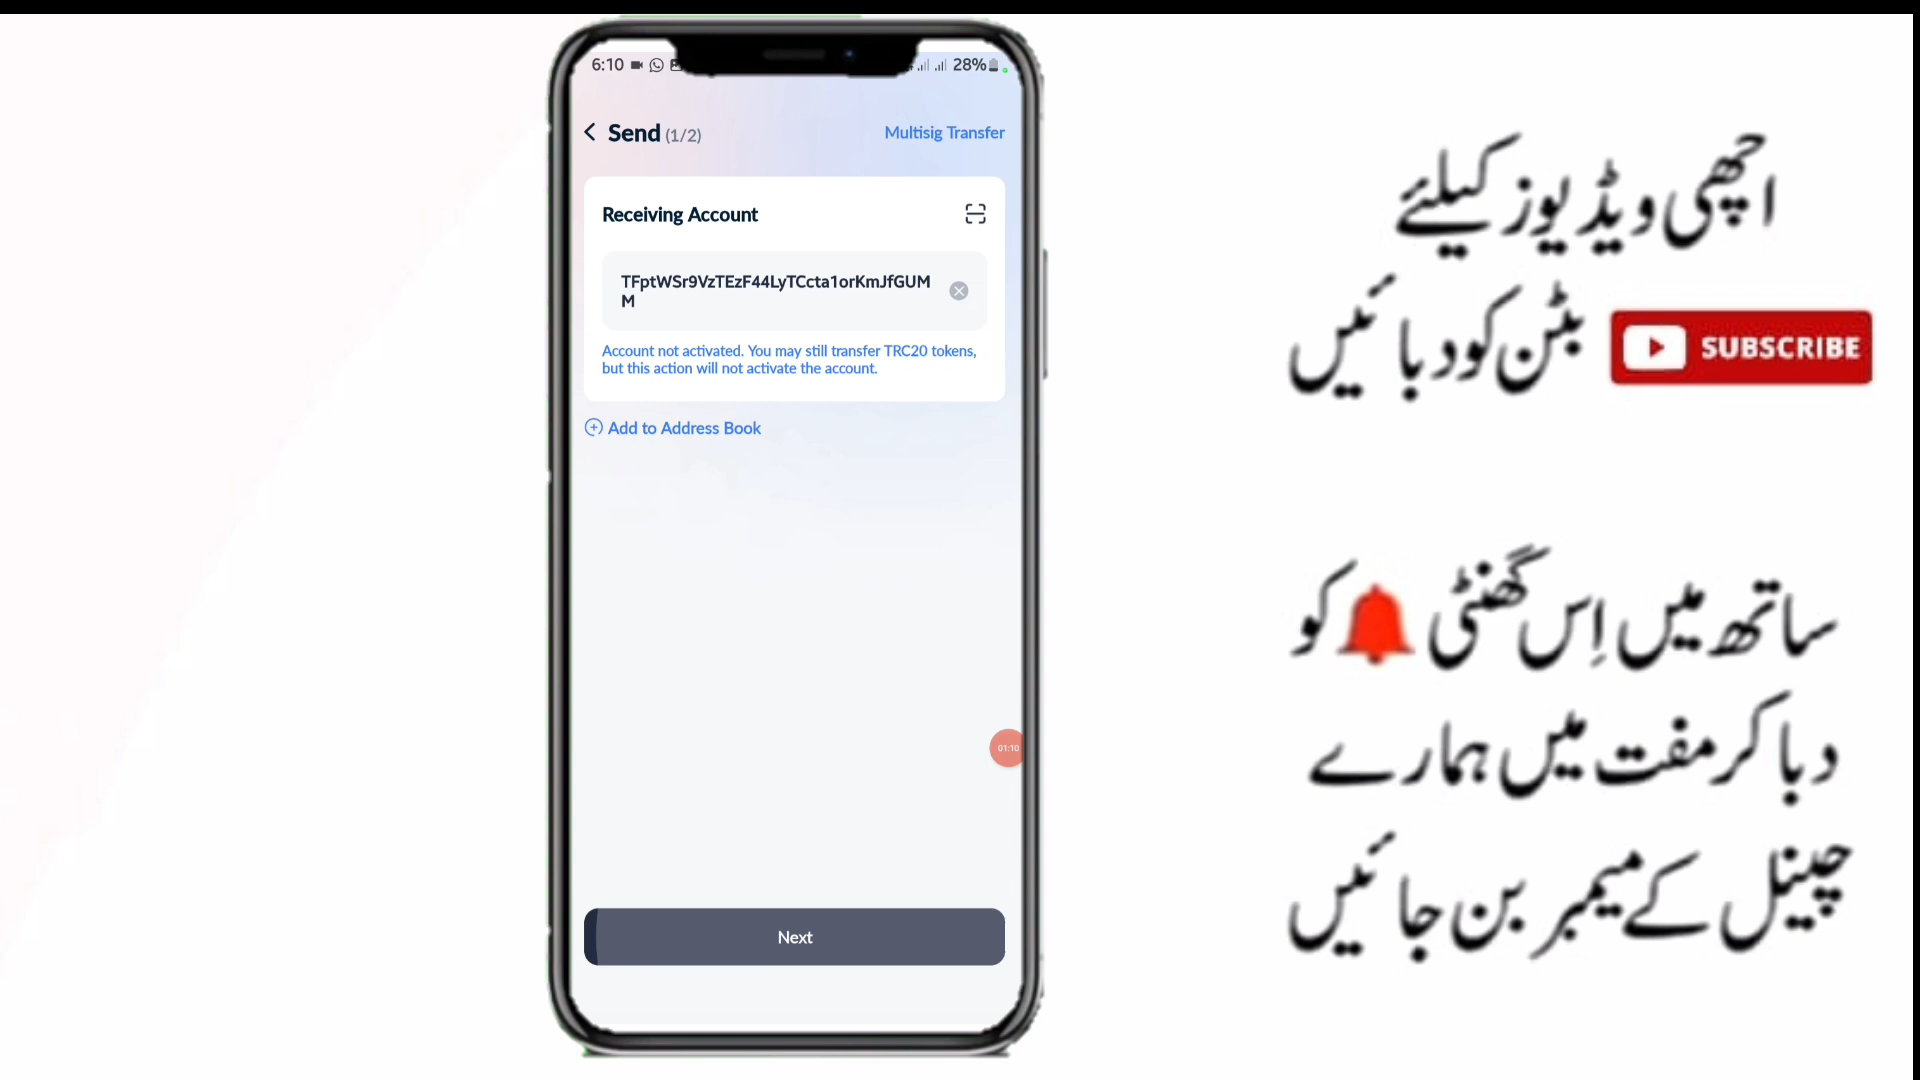 6:10
28%
Send (1/2)
Multisig Transfer
Receiving Account
TFptWSr9VzTEzF44LyTCcta1orKmJfGUM
M
Account not activated. You may still transfer TRC20 tokens,
but this action will not activate the account.
Add to Address Book
01:10
Next
اچھی ویڈیوز کیلئے
بٹن کو دبائیں
SUBSCRIBE
ساتھ میں اِس گھنٹی کو
دبا کر مفت میں ہمارے
چینل کے میمبر بن جائیں